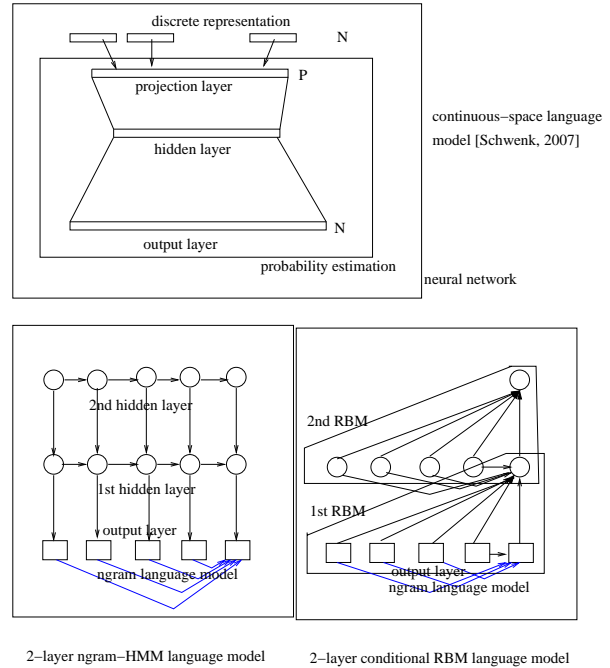 discrete representation
N
P
projection layer
hidden layer
N
output layer
probability estimation
neural network
continuous−space language
model [Schwenk, 2007]
2nd hidden layer
1st hidden layer
output layer
ngram language model
2−layer ngram−HMM language model
2nd RBM
1st RBM
output layer
ngram language model
2−layer conditional RBM language model